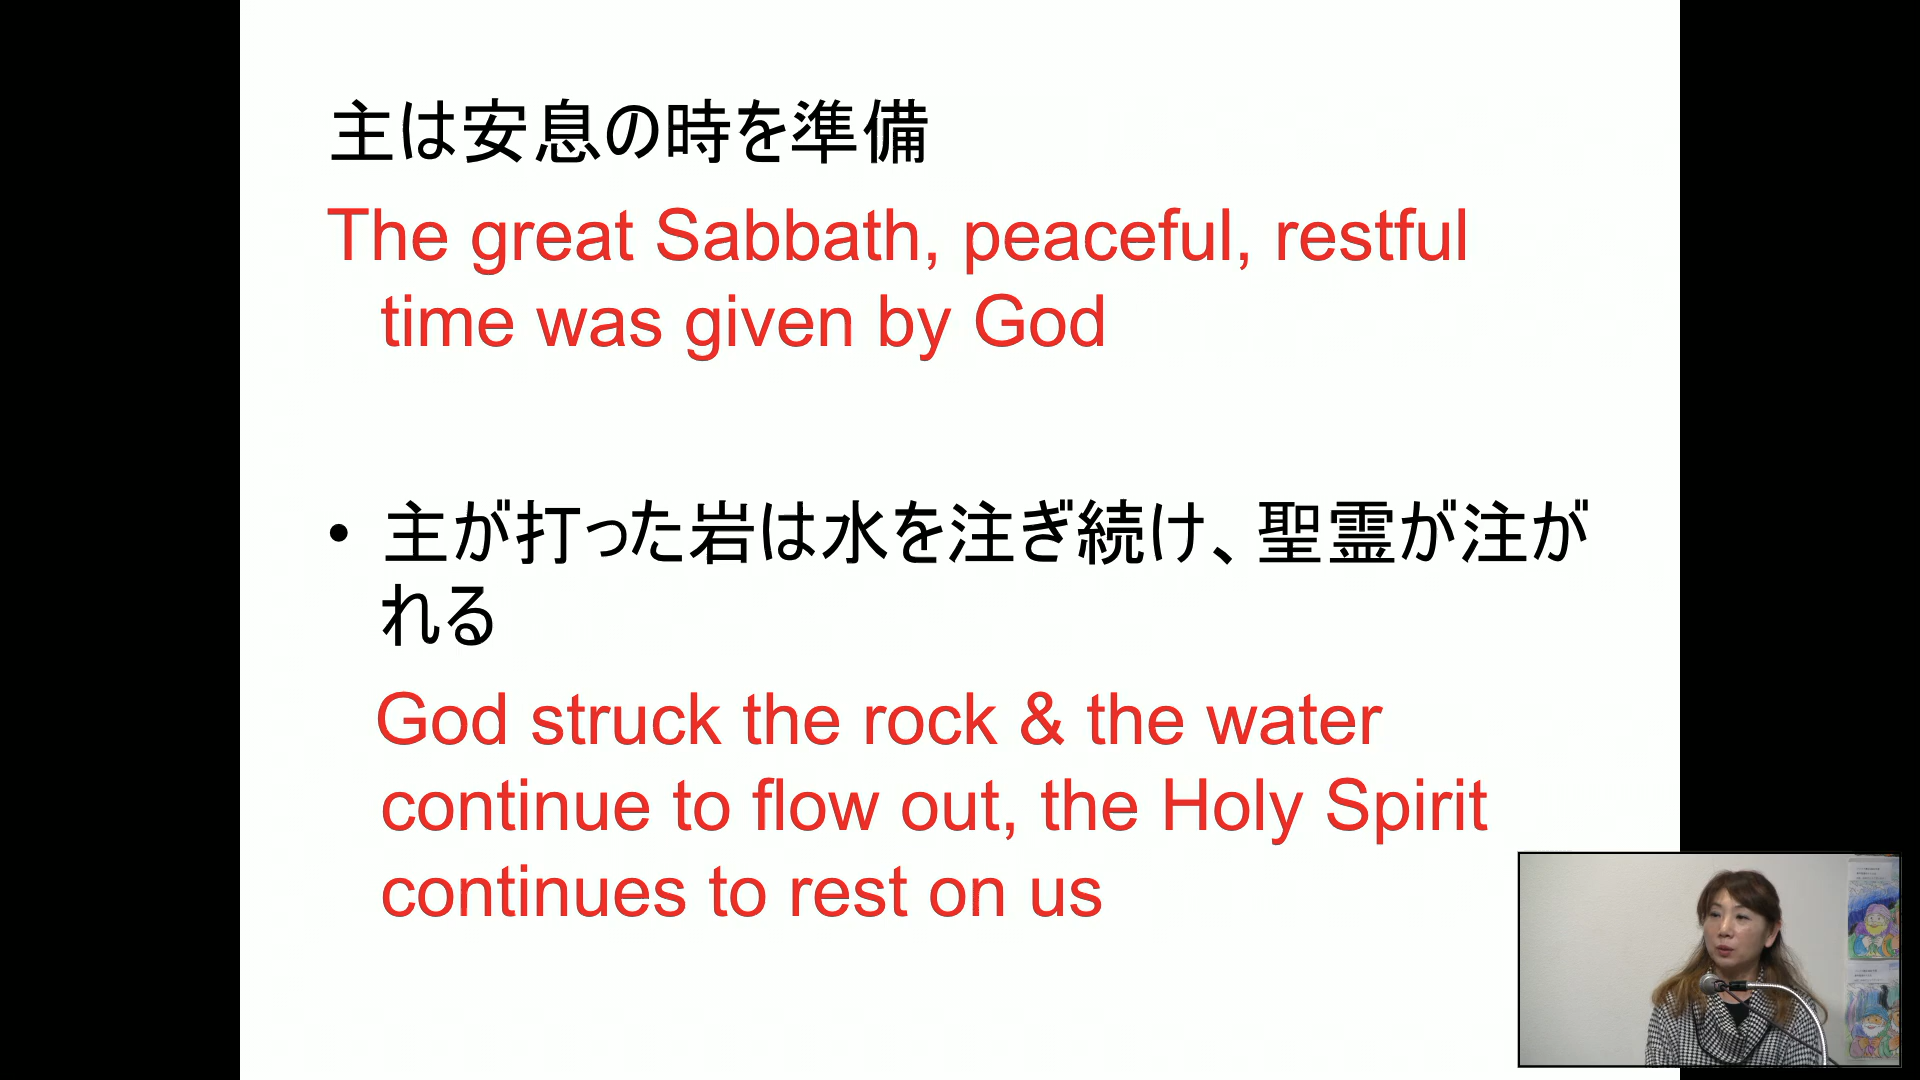 主は安息の時を準備
The great Sabbath, peaceful, restful
time was given by God
• 主が打った岩は水を注ぎ続け、聖霊が注が
れる
God struck the rock & the water
continue to flow out, the Holy Spirit
continues to rest on us